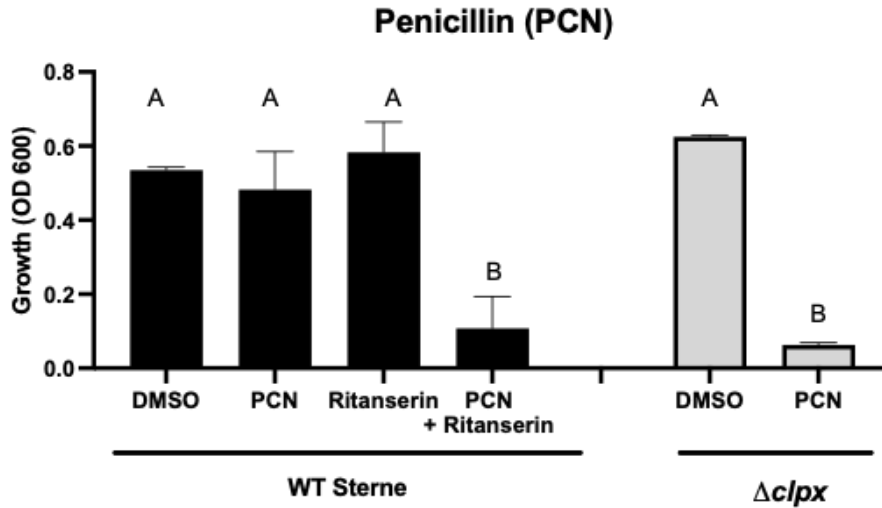 Penicillin (PCN)
Growth (OD 600)
0.8
0.6
0.4
0.2
0.0
A
A
A
B
A
B
DMSO
PCN
Ritanserin
PCN
+ Ritanserin
DMSO
PCN
WT Sterne
Δclpx